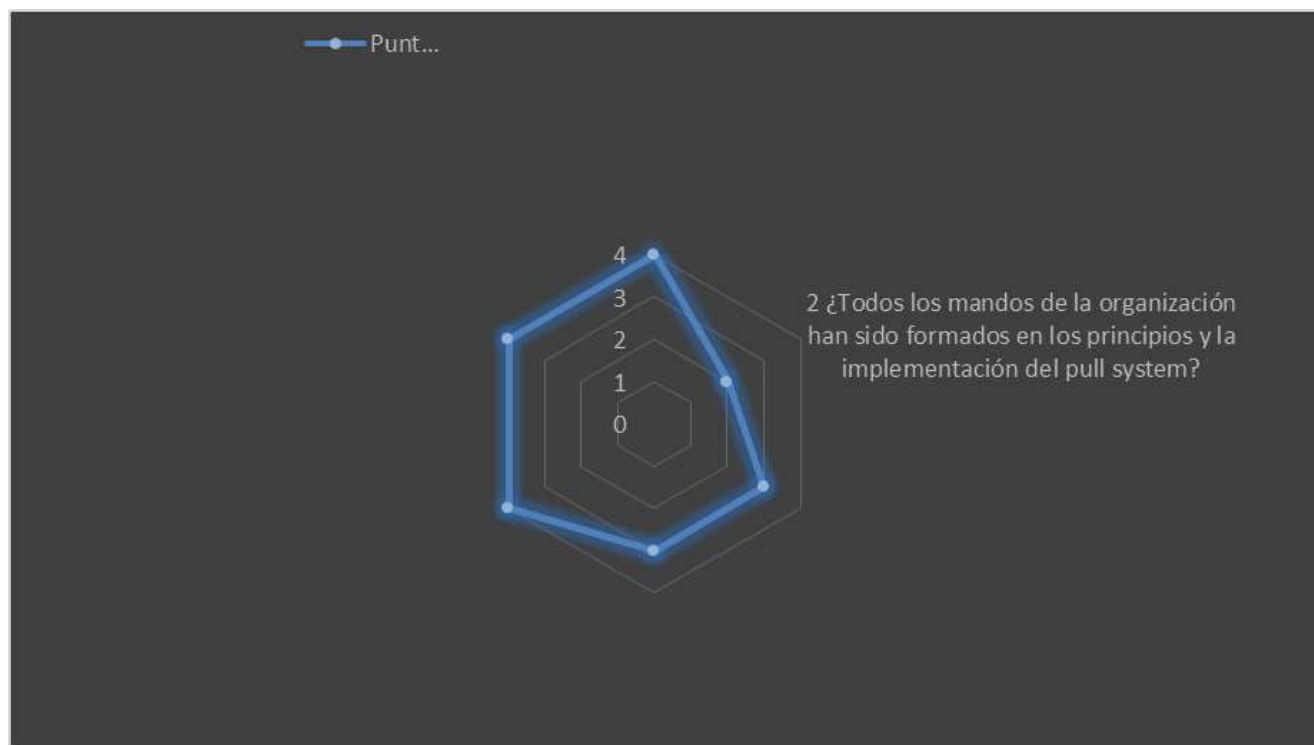 Punt...
4
3
2
1
0
2 ¿Todos los mandos de la organización
han sido formados en los principios y la
implementación del pull system?